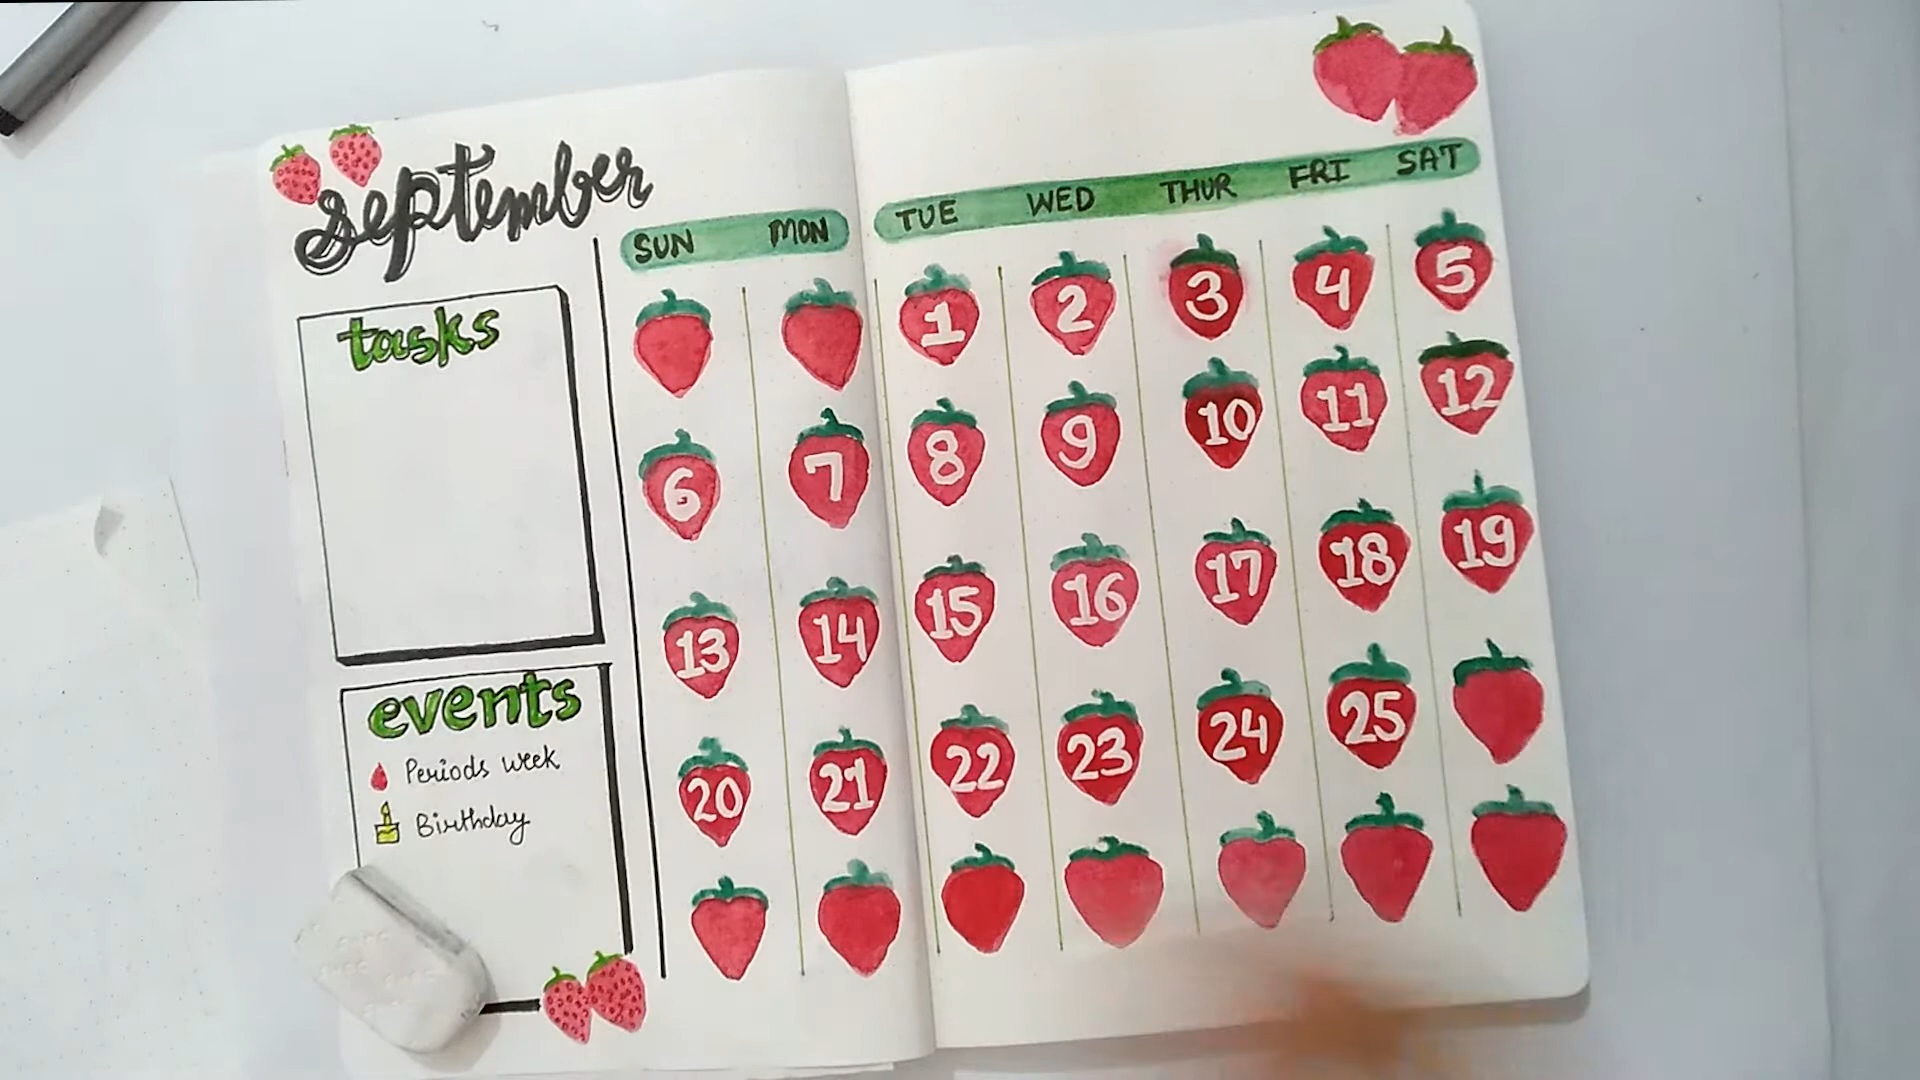 september
SUN MON TUE WED THUR FRI SAT
tasks
1 2 3 4 5
6 7 8 9 10 11 12
13 14 15 16 17 18 19
20 21 22 23 24 25
events
Periods week
Birthday